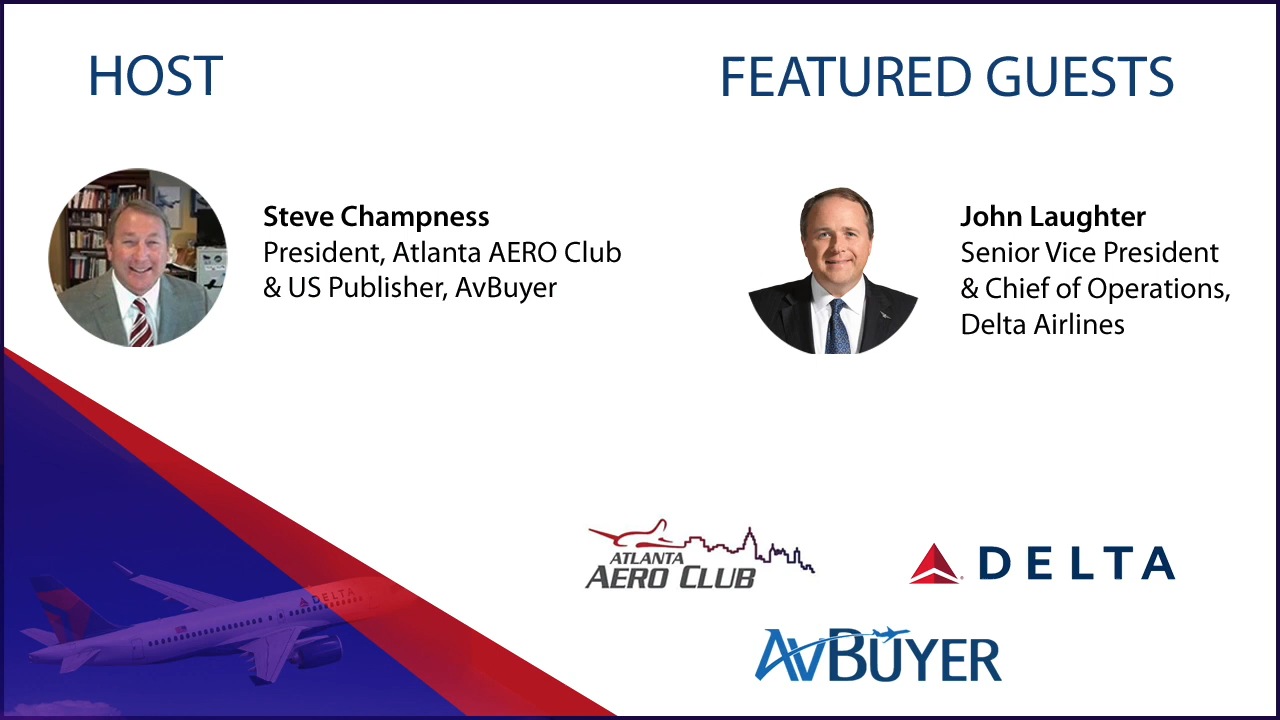 HOST
FEATURED GUESTS
Steve Champness
President, Atlanta AERO Club
& US Publisher, AvBuyer
John Laughter
Senior Vice President
& Chief of Operations,
Delta Airlines
DELTA
ATLANTA
AERO CLUB
DELTA
AVBUYER